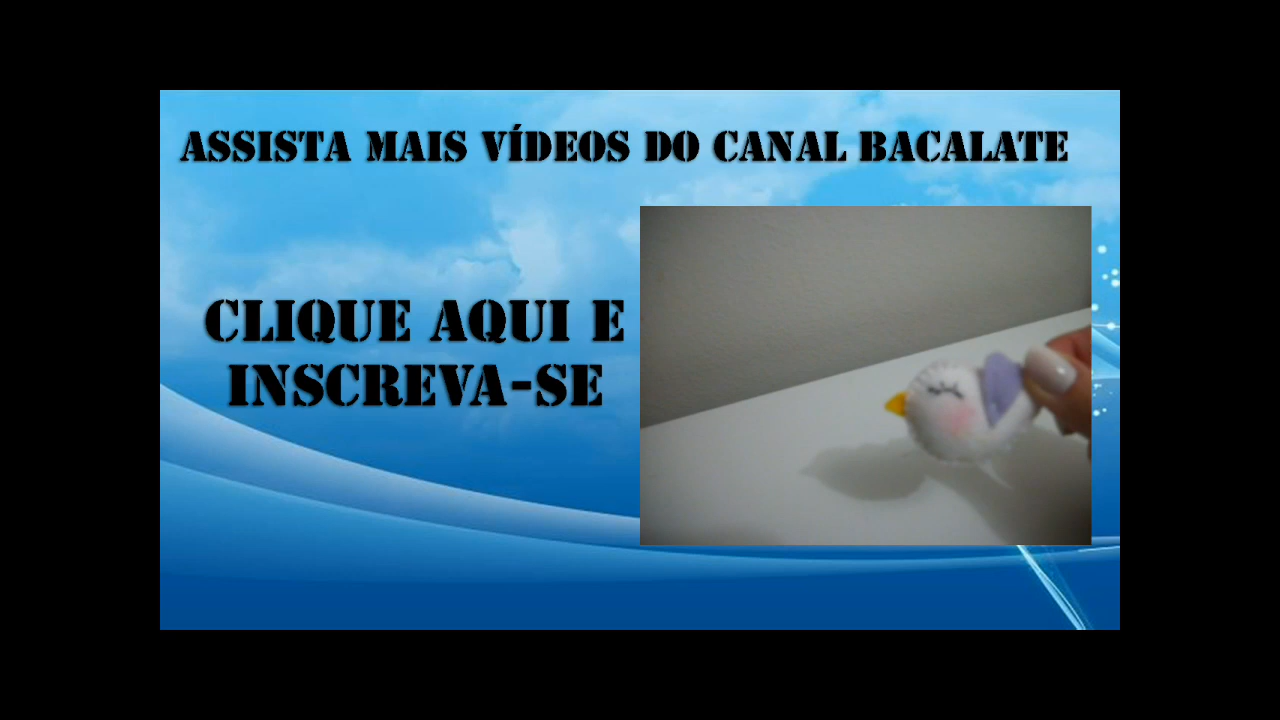 ASSISTA MAIS VÍDEOS DO CANAL BACALATE
CLIQUE AQUI E
INSCREVA-SE